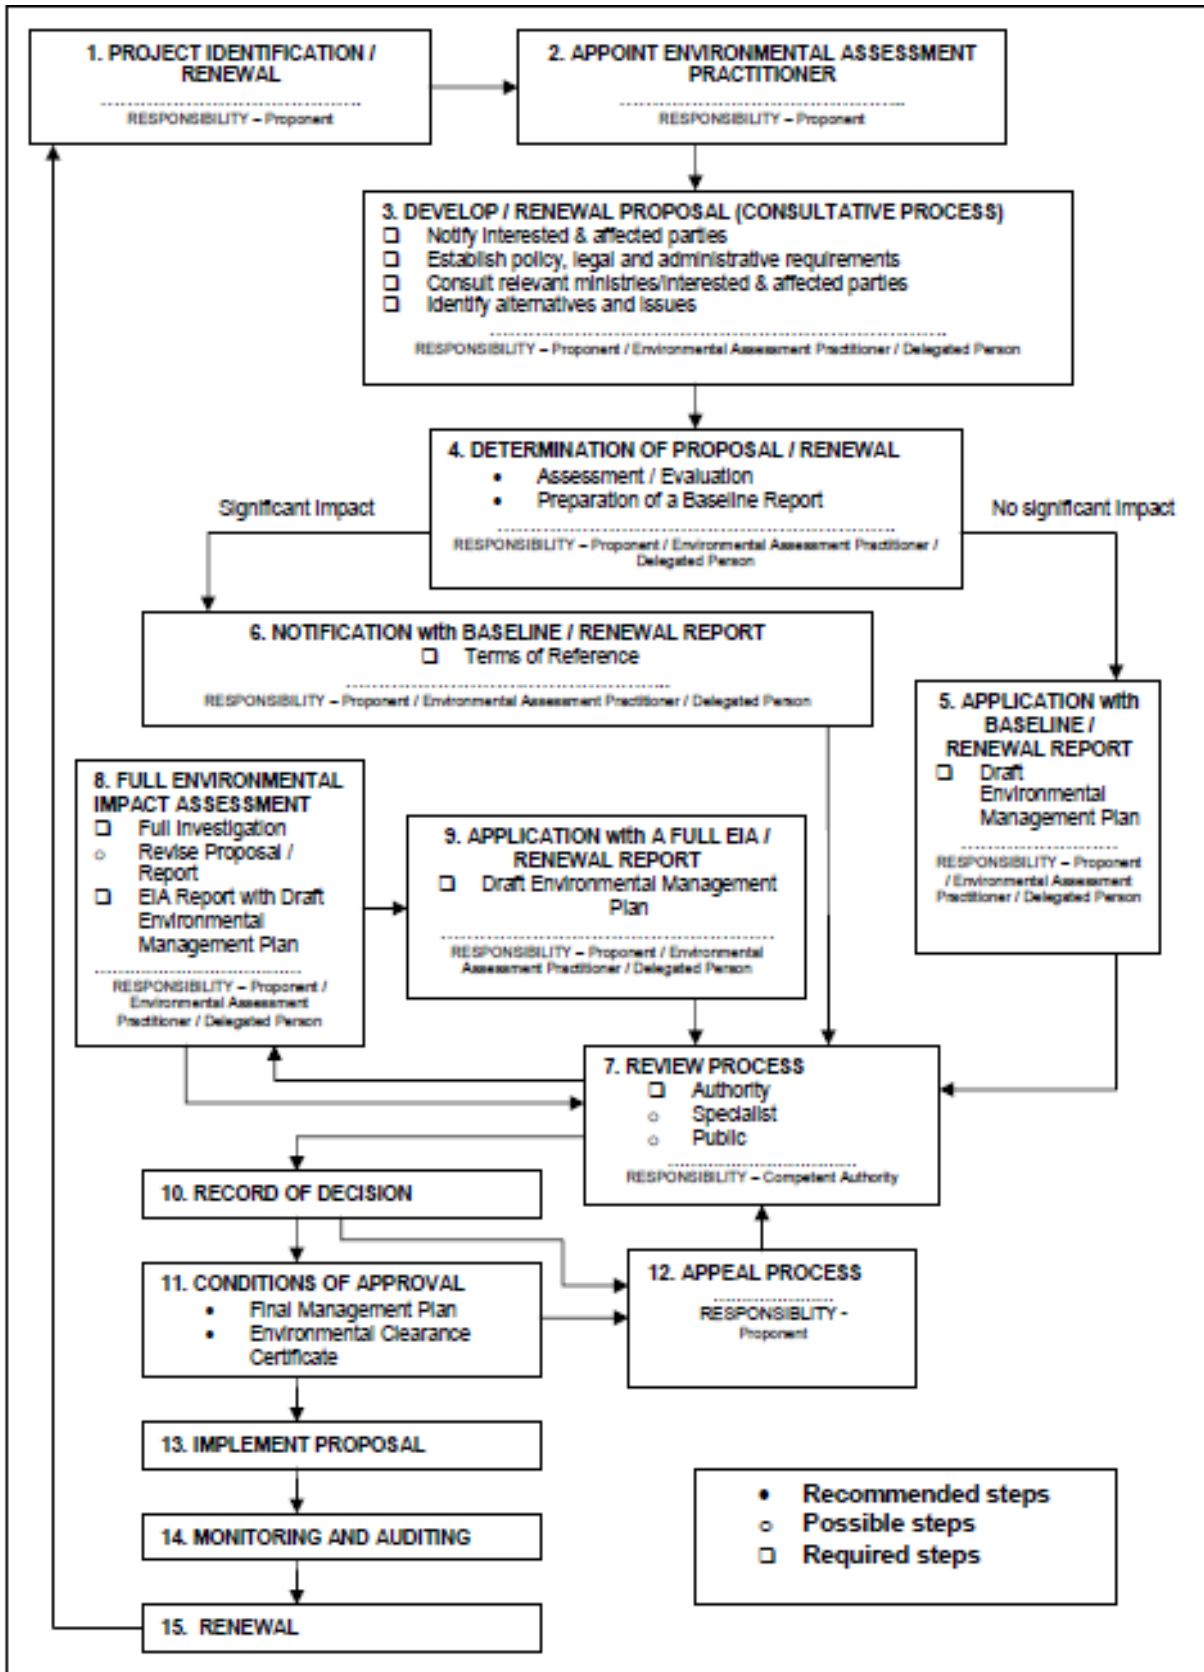 1. PROJECT IDENTIFICATION /
RENEWAL
RESPONSIBILITY – Proponent
2. APPOINT ENVIRONMENTAL ASSESSMENT
PRACTITIONER
RESPONSIBILITY – Proponent
3. DEVELOP / RENEWAL PROPOSAL (CONSULTATIVE PROCESS)
❑ Notify interested & affected parties
❑ Establish policy, legal and administrative requirements
❑ Consult relevant ministries/interested & affected parties
❑ Identify alternatives and issues
RESPONSIBILITY – Proponent / Environmental Assessment Practitioner / Delegated Person
4. DETERMINATION OF PROPOSAL / RENEWAL
• Assessment / Evaluation
• Preparation of a Baseline Report
RESPONSIBILITY – Proponent / Environmental Assessment Practitioner /
Delegated Person
Significant Impact
No significant Impact
6. NOTIFICATION with BASELINE / RENEWAL REPORT
❑ Terms of Reference
RESPONSIBILITY – Proponent / Environmental Assessment Practitioner / Delegated Person
5. APPLICATION with
BASELINE /
RENEWAL REPORT
❑ Draft
Environmental
Management Plan
RESPONSIBILITY – Proponent
/ Environmental Assessment
Practitioner / Delegated Person
8. FULL ENVIRONMENTAL
IMPACT ASSESSMENT
❑ Full Investigation
○ Revise Proposal /
Report
❑ EIA Report with Draft
Environmental
Management Plan
RESPONSIBILITY – Proponent /
Environmental Assessment
Practitioner / Delegated Person
9. APPLICATION with A FULL EIA /
RENEWAL REPORT
❑ Draft Environmental Management
Plan
RESPONSIBILITY – Proponent / Environmental
Assessment Practitioner / Delegated Person
7. REVIEW PROCESS
❑ Authority
○ Specialist
○ Public
RESPONSIBILITY – Competent Authority
10. RECORD OF DECISION
11. CONDITIONS OF APPROVAL
• Final Management Plan
• Environmental Clearance
Certificate
12. APPEAL PROCESS
RESPONSIBLITY -
Proponent
13. IMPLEMENT PROPOSAL
14. MONITORING AND AUDITING
15. RENEWAL
• Recommended steps
○ Possible steps
❑ Required steps